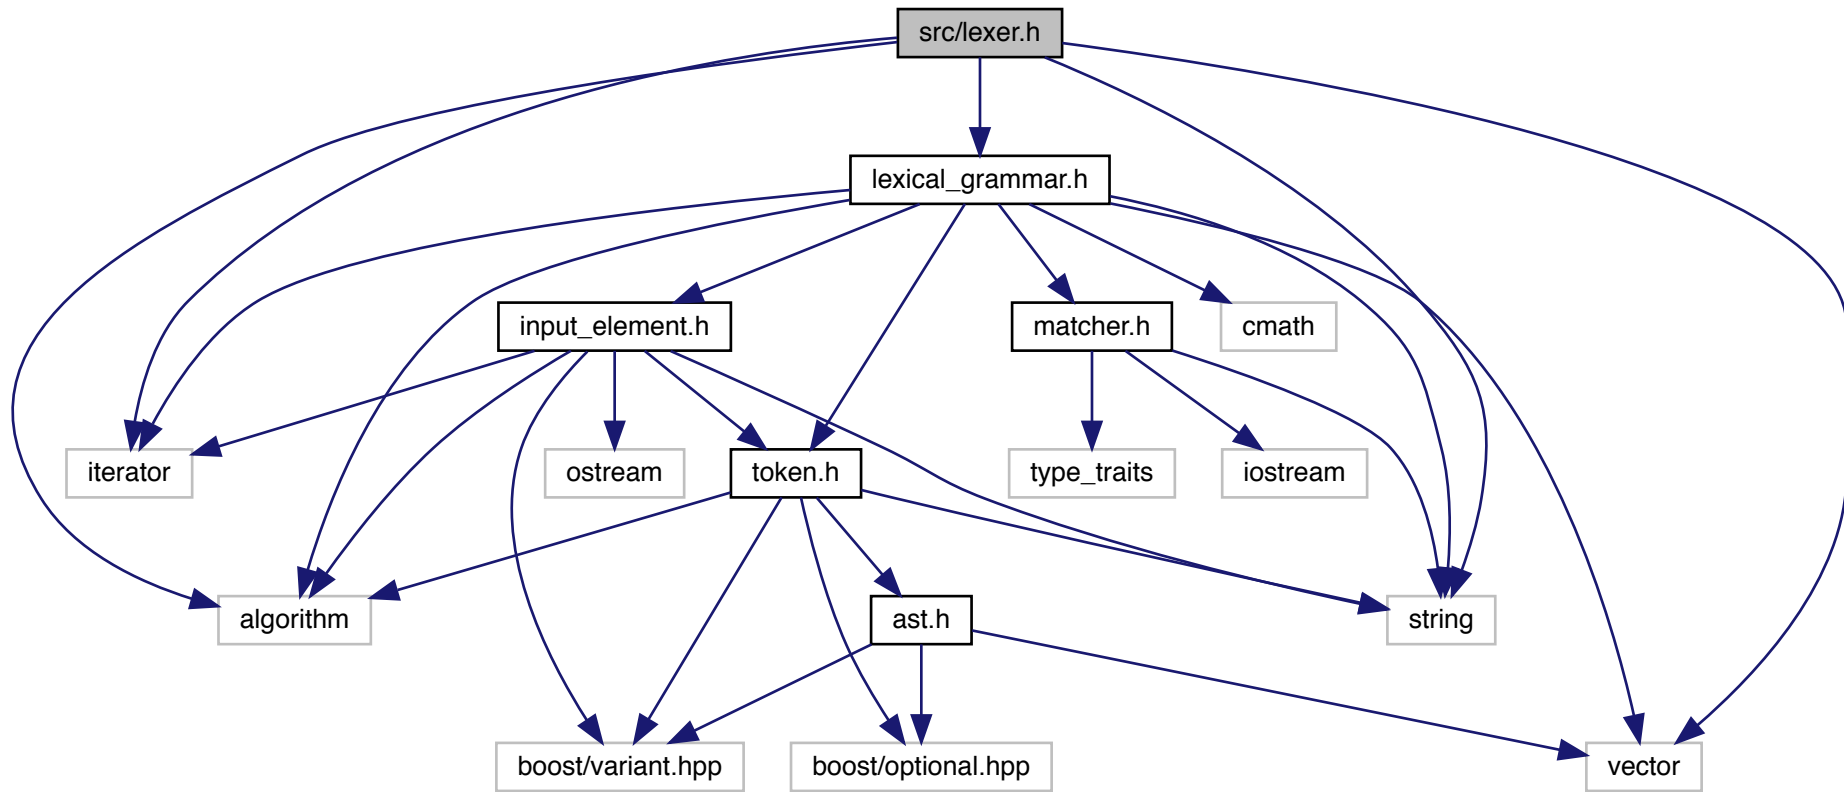 src/lexer.h
lexical_grammar.h
input_element.h
matcher.h
cmath
iterator
ostream
token.h
type_traits
iostream
algorithm
ast.h
string
boost/variant.hpp
boost/optional.hpp
vector